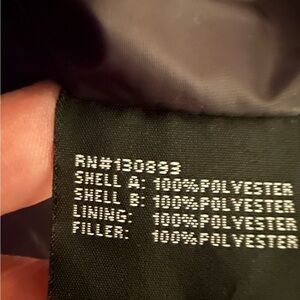 RN#130893
SHELL A: 100%POLYESTER
SHELL B: 100%POLYESTER
LINING: 100%POLYESTER
FILLER: 100%POLYESTER